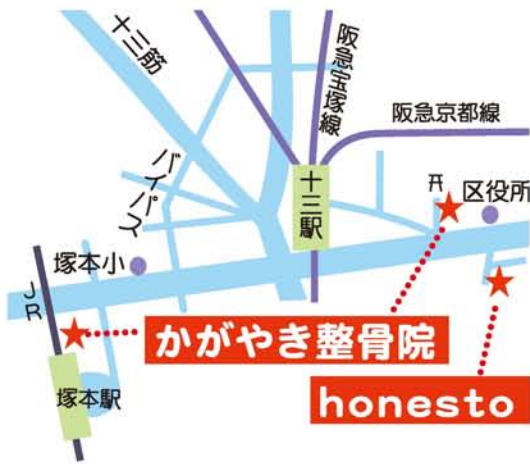 十三筋
阪急宝塚線
阪急京都線
バイパス
十三駅
区役所
塚本小
JR
かがやき整骨院
塚本駅
honesto